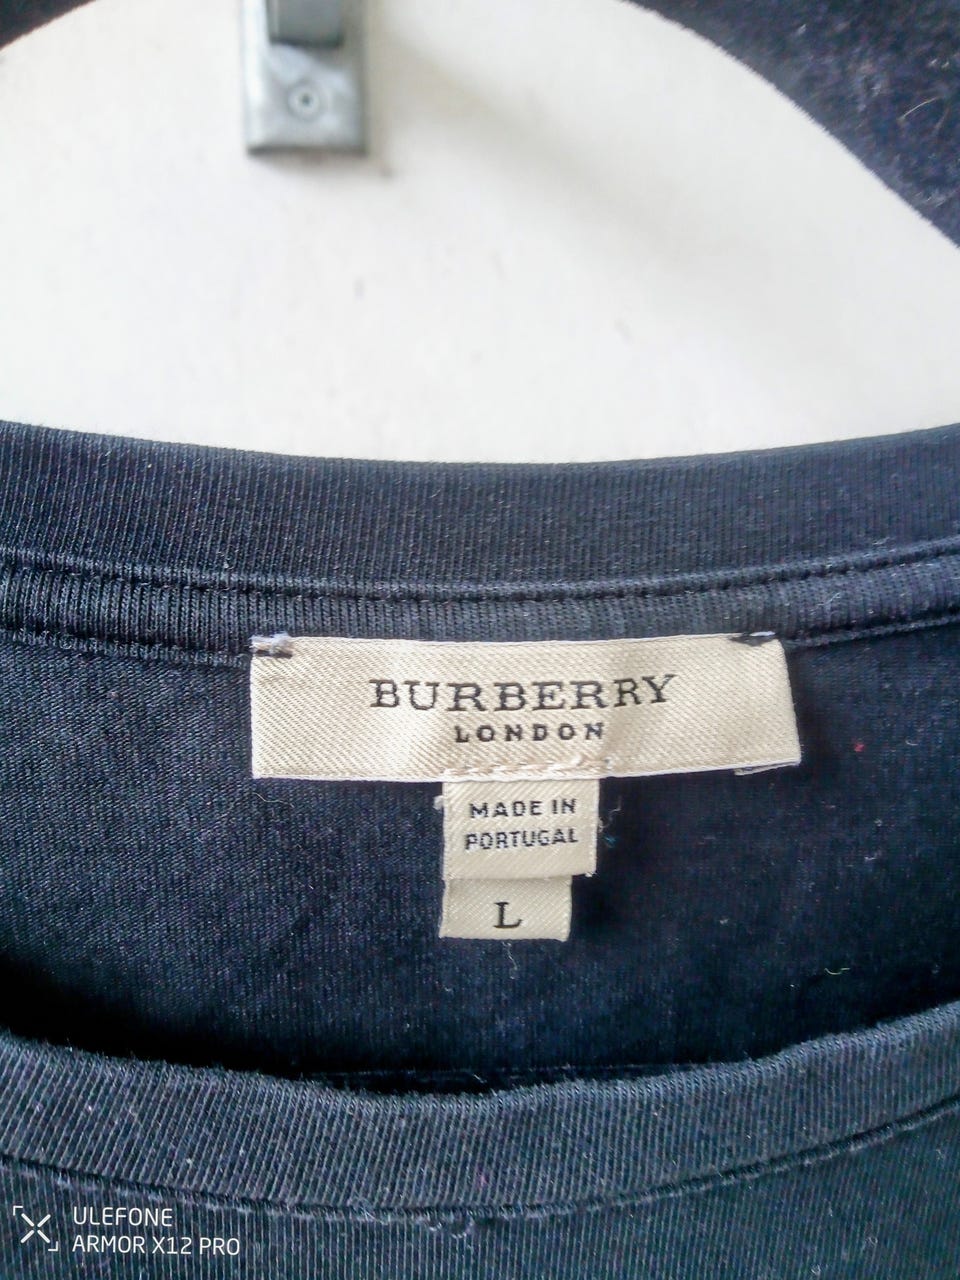 BURBERRY
LONDON
MADE IN
PORTUGAL
L
ULEFONE
ARMOR X12 PRO